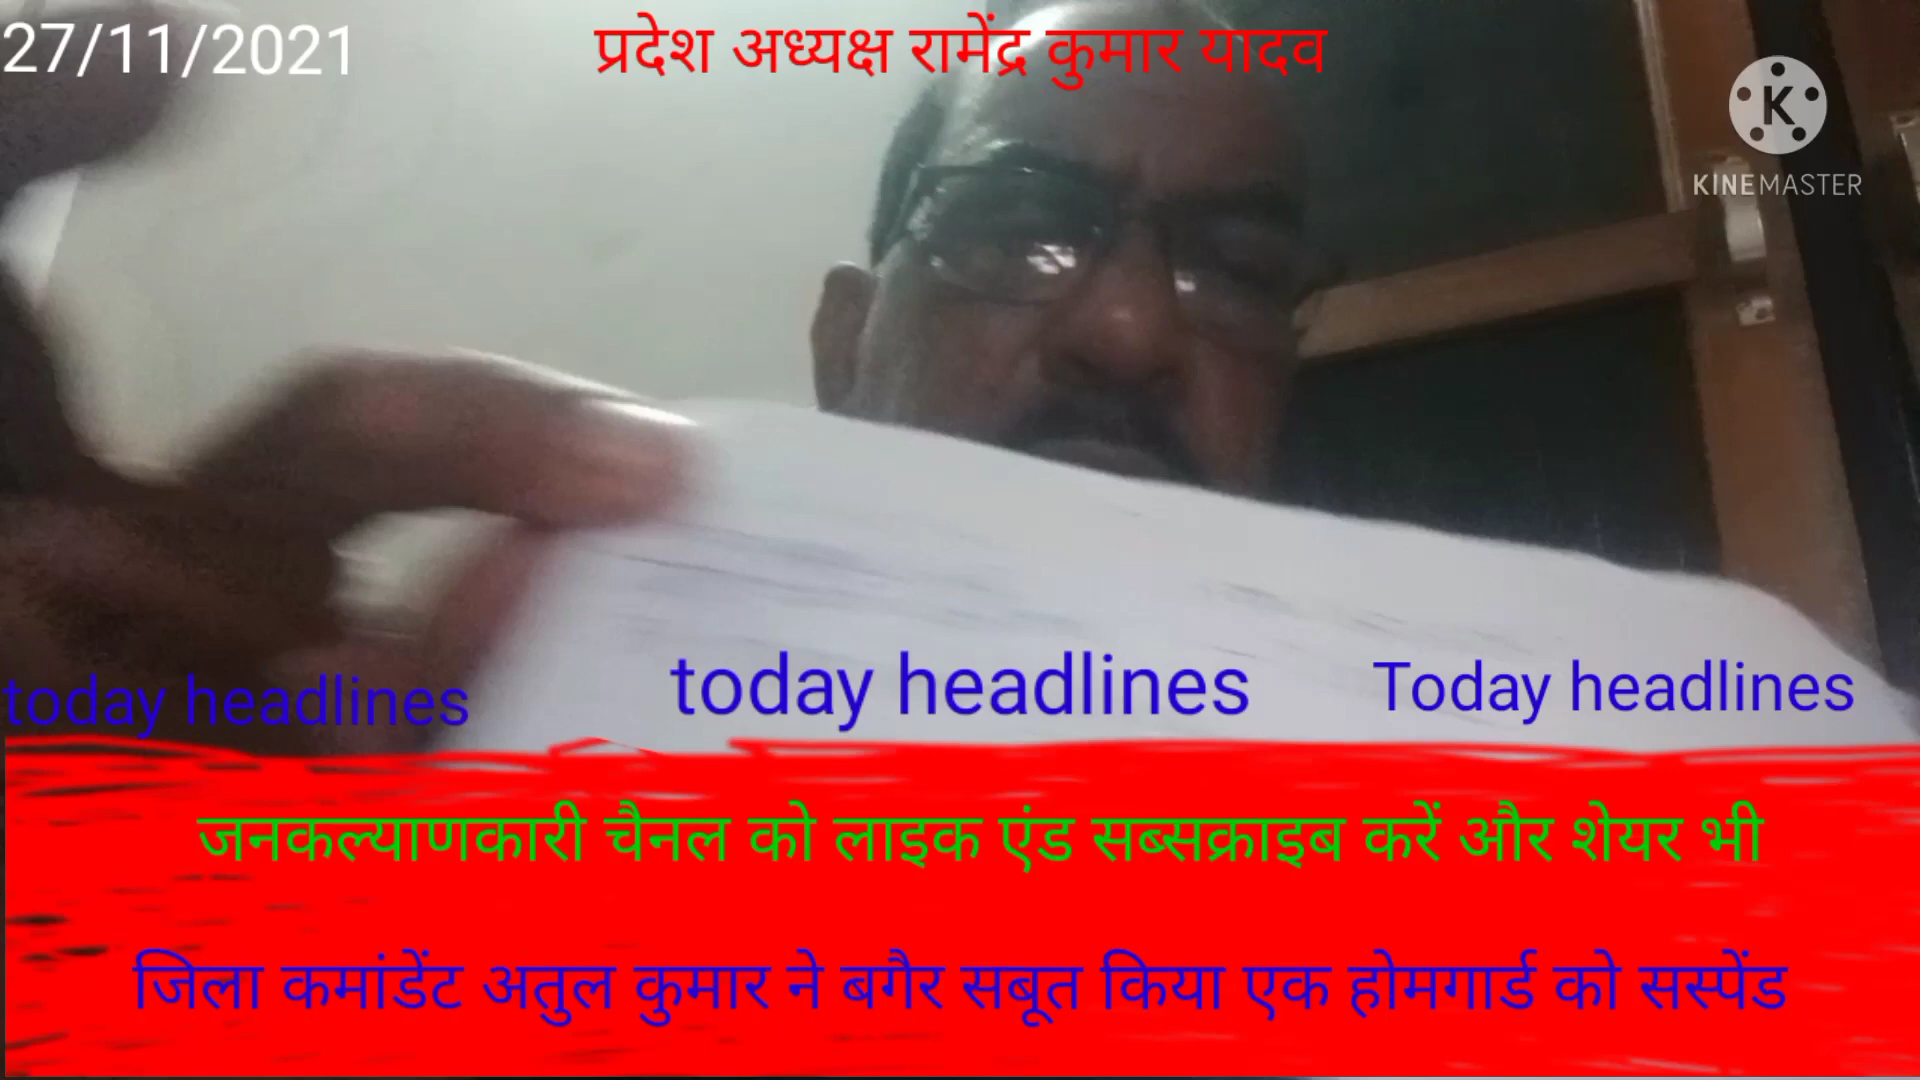 27/11/2021
प्रदेश अध्यक्ष रामेंद्र कुमार यादव
KINEMASTER
today headlines
today headlines
Today headlines
जनकल्याणकारी चैनल को लाइक एंड सब्सक्राइब करें और शेयर भी
जिला कमांडेंट अतुल कुमार ने बगैर सबूत किया एक होमगार्ड को सस्पेंड